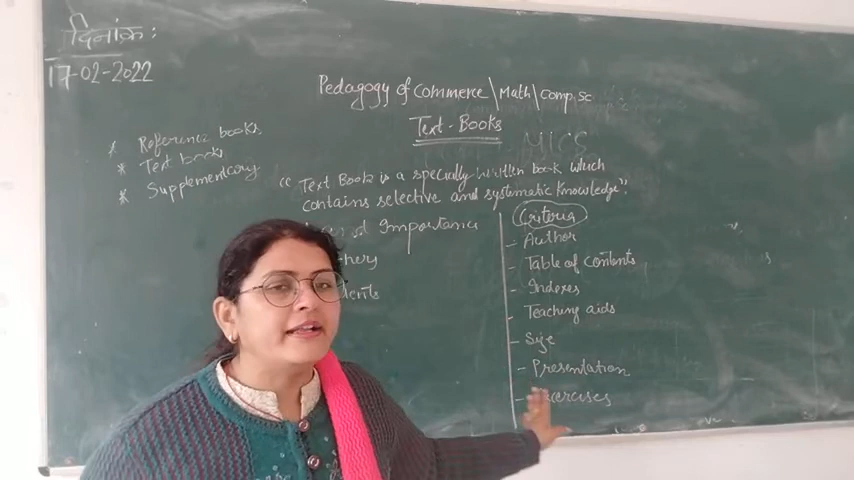 दिनांक:
17-02-2022
Pedagogy of Commerce\Math\Comp,Sc
Text-Books
* Reference books
* Text books
* Supplementary
"Text Book is a specially written book which
contains selective and systematic knowledge".
Importance
Criteria
- Author
- Table of Contents
- Indexes
- Teaching aids
- Size
- Presentation